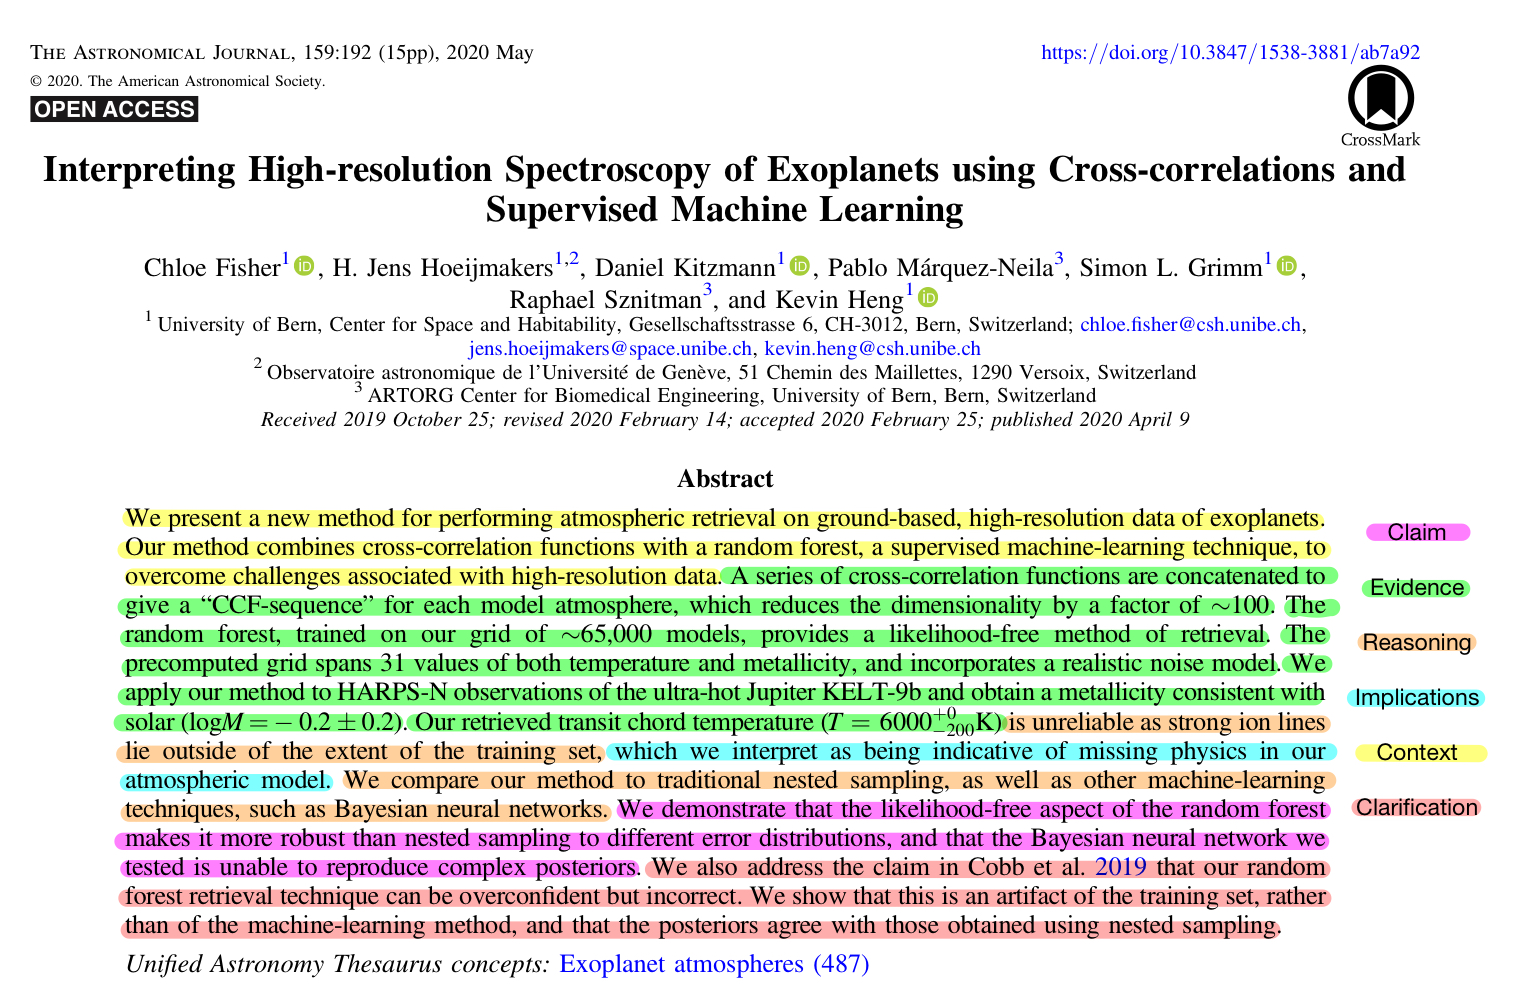 THE ASTRONOMICAL JOURNAL, 159:192 (15pp), 2020 May
https://doi.org/10.3847/1538-3881/ab7a92
© 2020. The American Astronomical Society.
OPEN ACCESS
CrossMark
Interpreting High-resolution Spectroscopy of Exoplanets using Cross-correlations and
Supervised Machine Learning
Chloe Fisher¹ iD, H. Jens Hoeijmakers¹,², Daniel Kitzmann¹ iD, Pablo Márquez-Neila³, Simon L. Grimm¹ iD,
Raphael Sznitman³, and Kevin Heng¹ iD
¹ University of Bern, Center for Space and Habitability, Gesellschaftsstrasse 6, CH-3012, Bern, Switzerland; chloe.fisher@csh.unibe.ch,
jens.hoeijmakers@space.unibe.ch, kevin.heng@csh.unibe.ch
² Observatoire astronomique de l'Université de Genève, 51 Chemin des Maillettes, 1290 Versoix, Switzerland
³ ARTORG Center for Biomedical Engineering, University of Bern, Bern, Switzerland
Received 2019 October 25; revised 2020 February 14; accepted 2020 February 25; published 2020 April 9
Abstract
We present a new method for performing atmospheric retrieval on ground-based, high-resolution data of exoplanets.
Our method combines cross-correlation functions with a random forest, a supervised machine-learning technique, to
overcome challenges associated with high-resolution data. A series of cross-correlation functions are concatenated to
give a “CCF-sequence” for each model atmosphere, which reduces the dimensionality by a factor of ∼100. The
random forest, trained on our grid of ∼65,000 models, provides a likelihood-free method of retrieval. The
precomputed grid spans 31 values of both temperature and metallicity, and incorporates a realistic noise model. We
apply our method to HARPS-N observations of the ultra-hot Jupiter KELT-9b and obtain a metallicity consistent with
solar (logM = − 0.2 ± 0.2). Our retrieved transit chord temperature (T = 6000+0−200K) is unreliable as strong ion lines
lie outside of the extent of the training set, which we interpret as being indicative of missing physics in our
atmospheric model. We compare our method to traditional nested sampling, as well as other machine-learning
techniques, such as Bayesian neural networks. We demonstrate that the likelihood-free aspect of the random forest
makes it more robust than nested sampling to different error distributions, and that the Bayesian neural network we
tested is unable to reproduce complex posteriors. We also address the claim in Cobb et al. 2019 that our random
forest retrieval technique can be overconfident but incorrect. We show that this is an artifact of the training set, rather
than of the machine-learning method, and that the posteriors agree with those obtained using nested sampling.
Unified Astronomy Thesaurus concepts: Exoplanet atmospheres (487)
Claim
Evidence
Reasoning
Implications
Context
Clarification